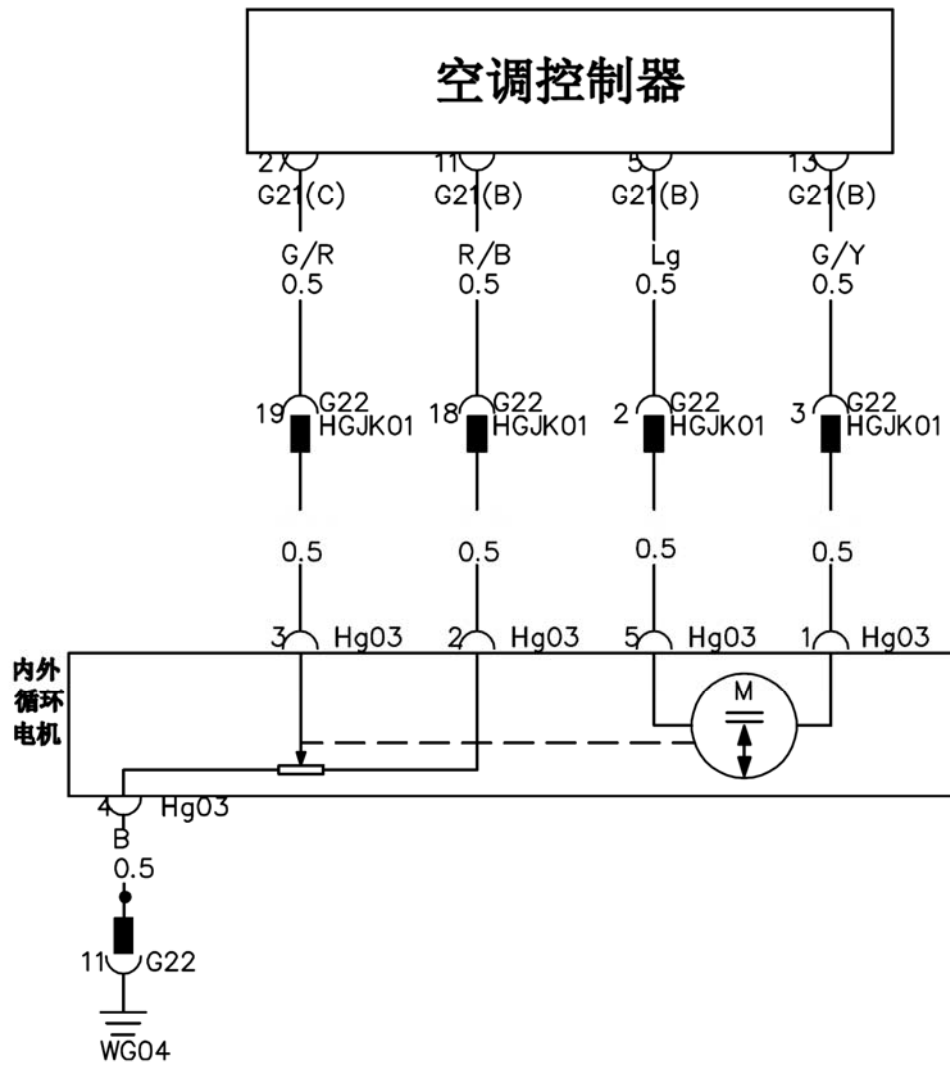 空调控制器
27 11 5 13
G21(C) G21(B) G21(B) G21(B)
G/R R/B Lg G/Y
0.5 0.5 0.5 0.5
19 G22 18 G22 2 G22 3 G22
HGJK01 HGJK01 HGJK01 HGJK01
0.5 0.5 0.5 0.5
3 Hg03 2 Hg03 5 Hg03 1 Hg03
内外
循环
电机
M
4 Hg03
B
0.5
11 G22
WG04